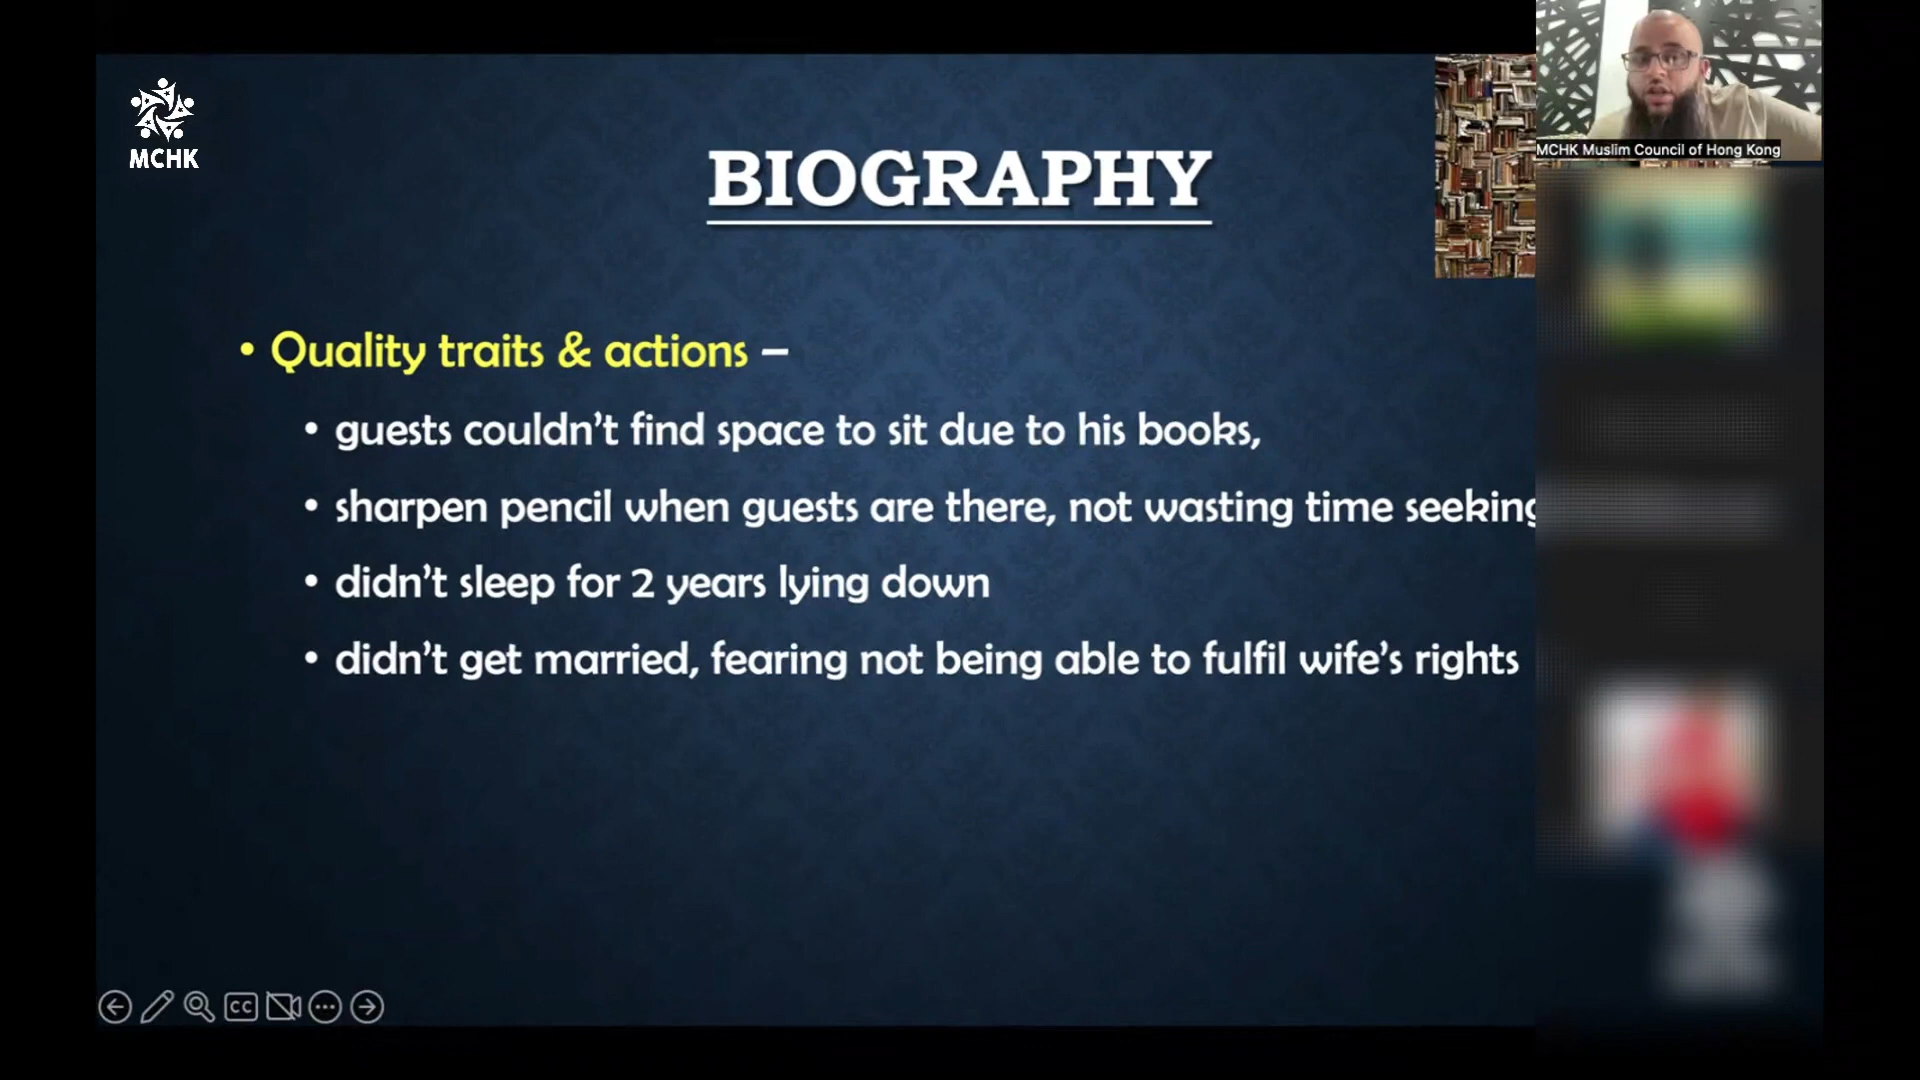 MCHK
BIOGRAPHY
• Quality traits & actions –
• guests couldn't find space to sit due to his books,
• sharpen pencil when guests are there, not wasting time seeking
• didn't sleep for 2 years lying down
• didn't get married, fearing not being able to fulfil wife's rights
MCHK Muslim Council of Hong Kong
CC